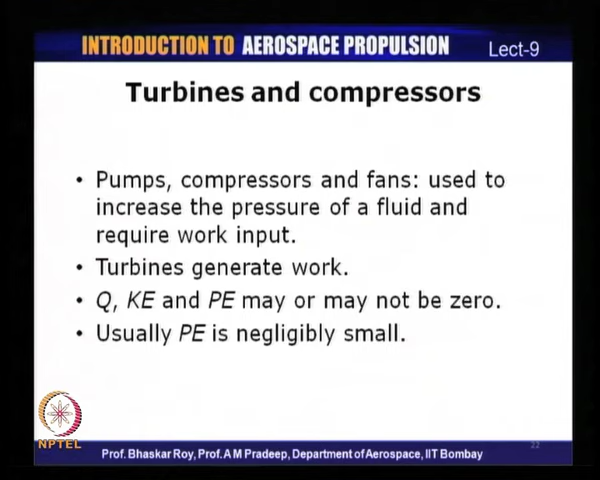 INTRODUCTION TO AEROSPACE PROPULSION Lect-9
Turbines and compressors
• Pumps, compressors and fans: used to
increase the pressure of a fluid and
require work input.
• Turbines generate work.
• Q, KE and PE may or may not be zero.
• Usually PE is negligibly small.
NPTEL
22
Prof. Bhaskar Roy, Prof. A M Pradeep, Department of Aerospace, IIT Bombay